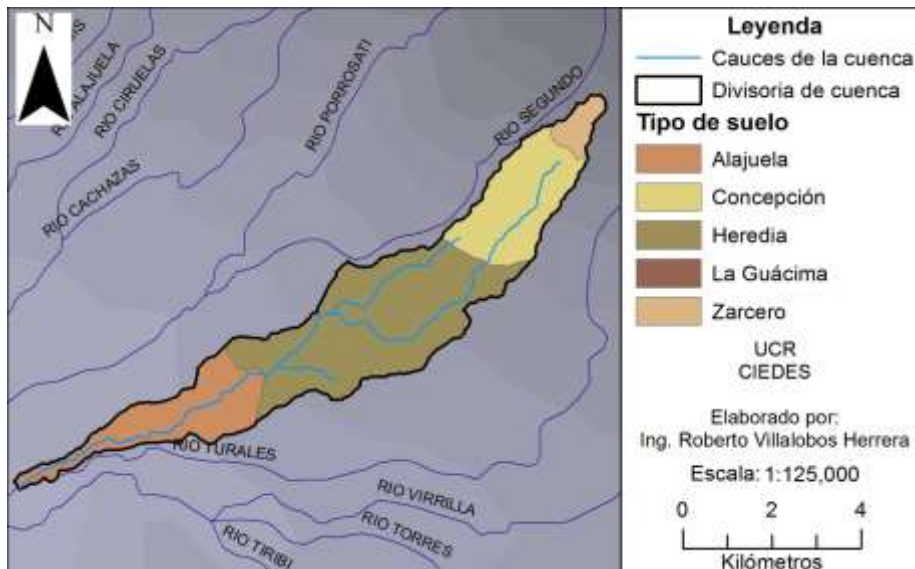 N
ALAJUELA
RIO CIRUELAS
RIO PORROSATI
RIO SEGUNDO
RIO CACHAZAS
RIO TURALES
RIO VIRRILLA
RIO TORRES
RIO TIRIBI
Leyenda
Cauces de la cuenca
Divisoria de cuenca
Tipo de suelo
Alajuela
Concepción
Heredia
La Guácima
Zarcero
UCR
CIEDES
Elaborado por:
Ing. Roberto Villalobos Herrera
Escala: 1:125,000
0 2 4
Kilómetros